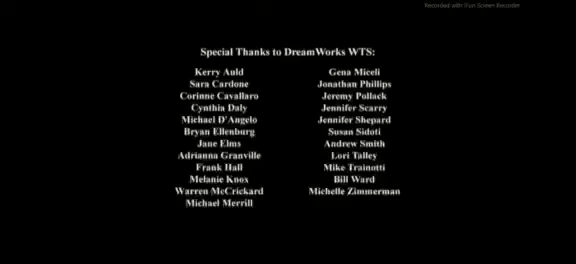 Recorded with iFun Screen Recorder
Special Thanks to DreamWorks WTS:
Kerry Auld
Sara Cardone
Corinne Cavallaro
Cynthia Daly
Michael D'Angelo
Bryan Ellenburg
Jane Elms
Adrianna Granville
Frank Hall
Melanie Knox
Warren McCrickard
Michael Merrill
Gena Miceli
Jonathan Phillips
Jeremy Pollack
Jennifer Scarry
Jennifer Shepard
Susan Sidoti
Andrew Smith
Lori Talley
Mike Trainotti
Bill Ward
Michelle Zimmerman